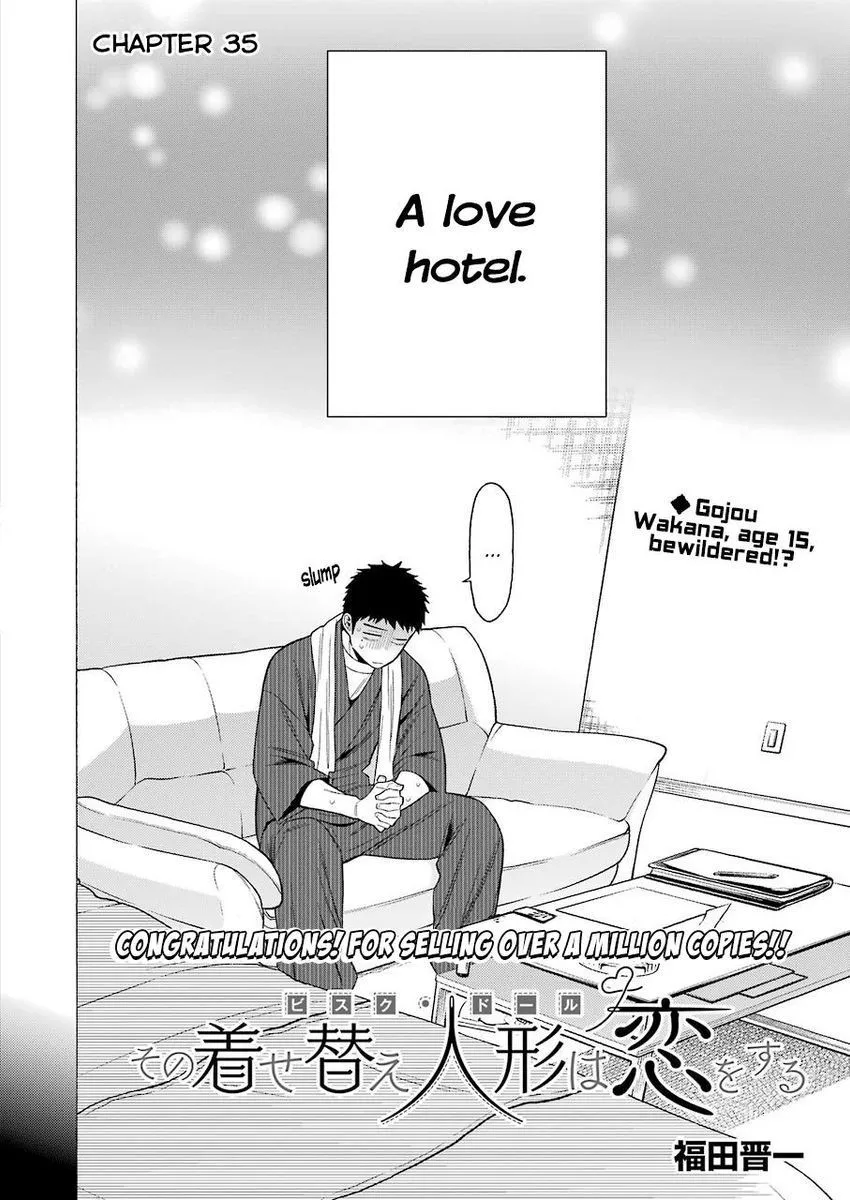 CHAPTER 35
A love
hotel.
◆Gojou
Wakana, age 15,
bewildered!?
...
slump
CONGRATULATIONS! FOR SELLING OVER A MILLION COPIES!!
ビスク・ドール
その着せ替え人形は恋をする
福田晋一